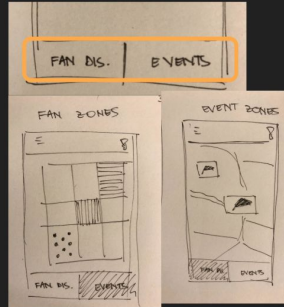 FAN DIS. EVENTS
FAN ZONES
FAN DIS. EVENTS
EVENT ZONES
FAN DIS EVENTS